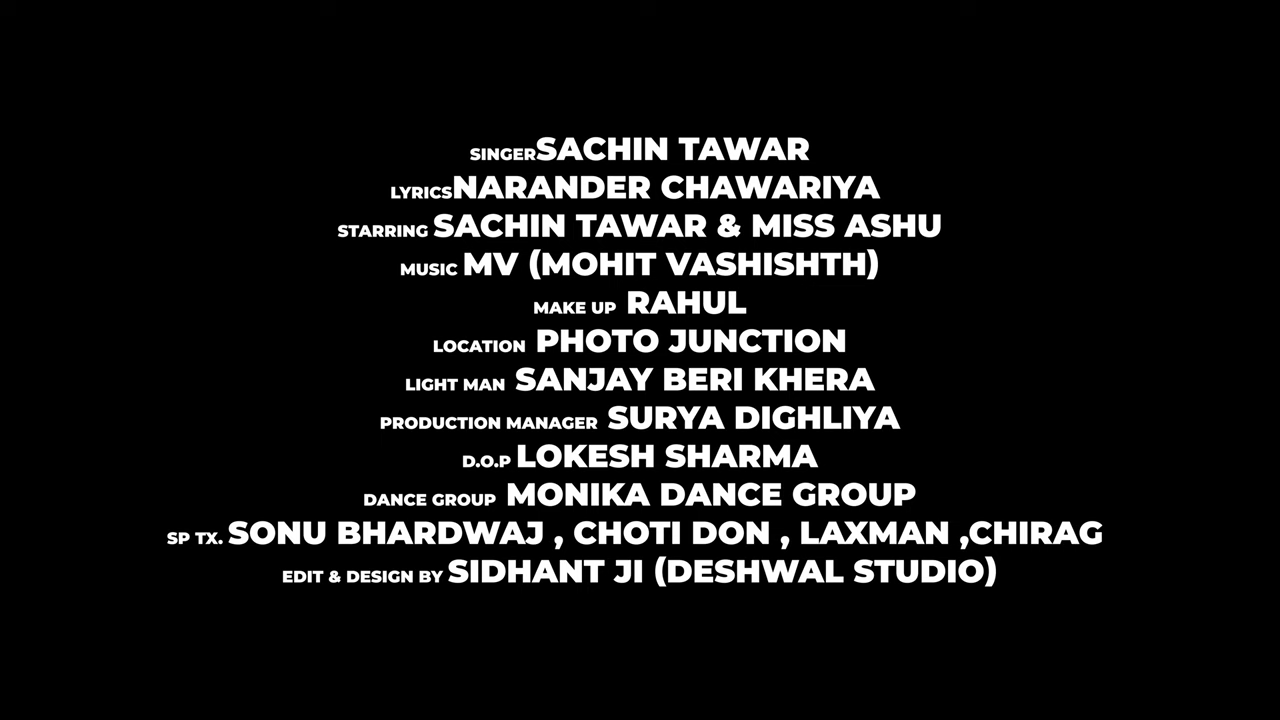 SINGERSACHIN TAWAR
LYRICSNARANDER CHAWARIYA
STARRING SACHIN TAWAR & MISS ASHU
MUSIC MV (MOHIT VASHISHTH)
MAKE UP RAHUL
LOCATION PHOTO JUNCTION
LIGHT MAN SANJAY BERI KHERA
PRODUCTION MANAGER SURYA DIGHLIYA
D.O.P LOKESH SHARMA
DANCE GROUP MONIKA DANCE GROUP
SP TX. SONU BHARDWAJ , CHOTI DON , LAXMAN ,CHIRAG
EDIT & DESIGN BY SIDHANT JI (DESHWAL STUDIO)